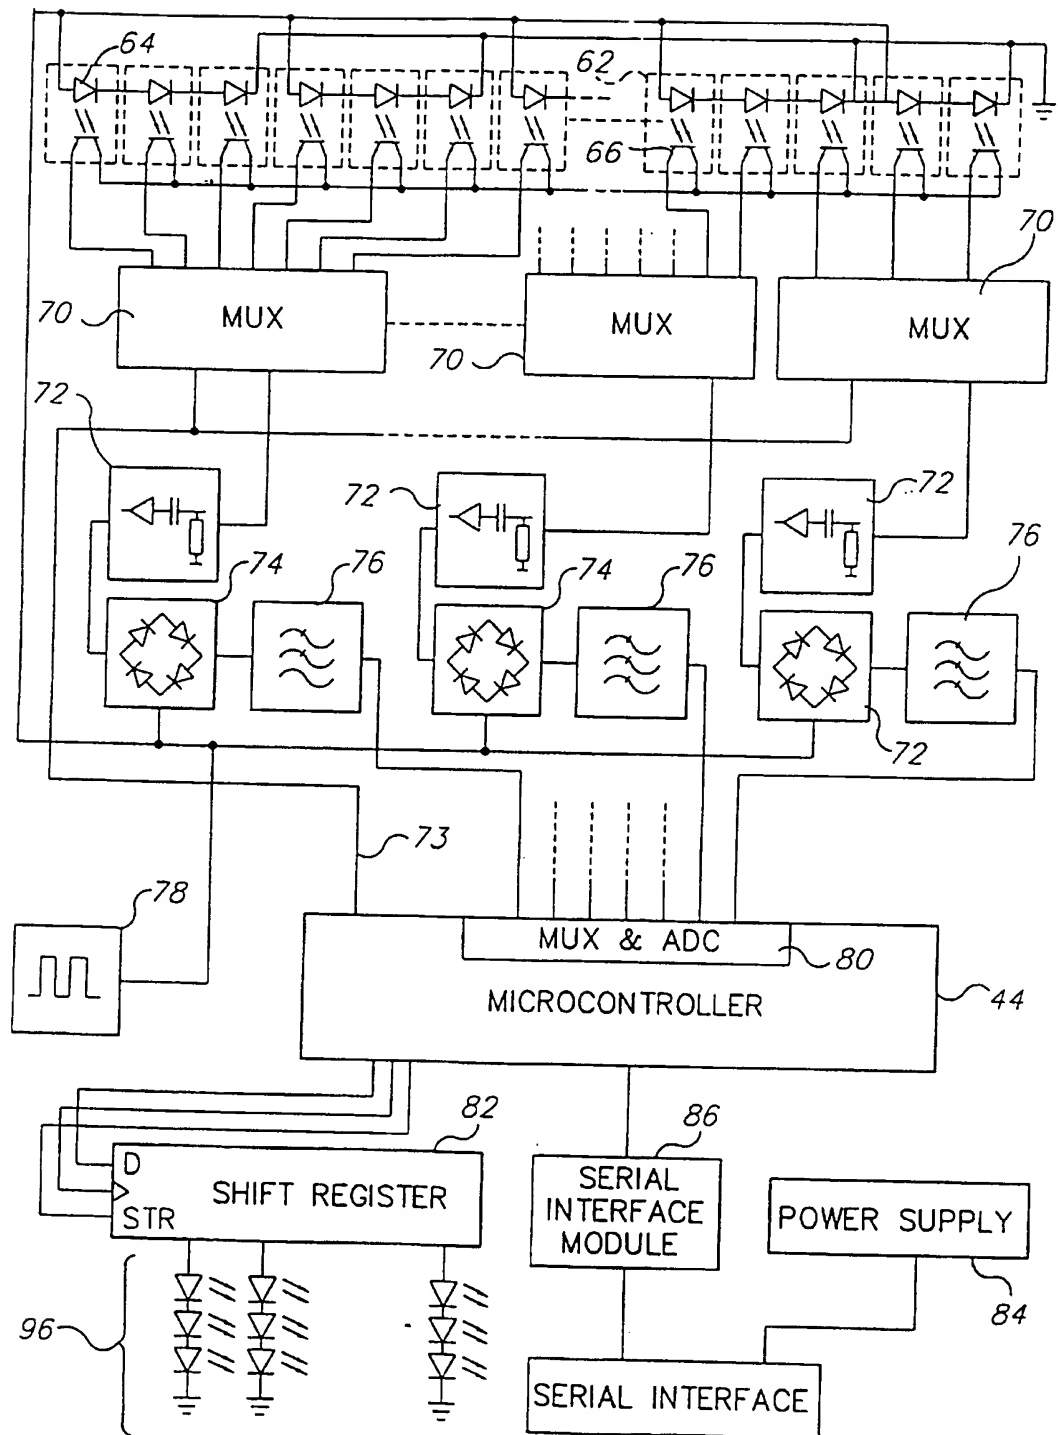 64
62
66
70
MUX
70
MUX
70
MUX
72
72
72
74
76
74
76
76
72
73
78
MUX & ADC
80
MICROCONTROLLER
44
82
D
SHIFT REGISTER
STR
86
SERIAL
INTERFACE
MODULE
POWER SUPPLY
84
96
SERIAL INTERFACE